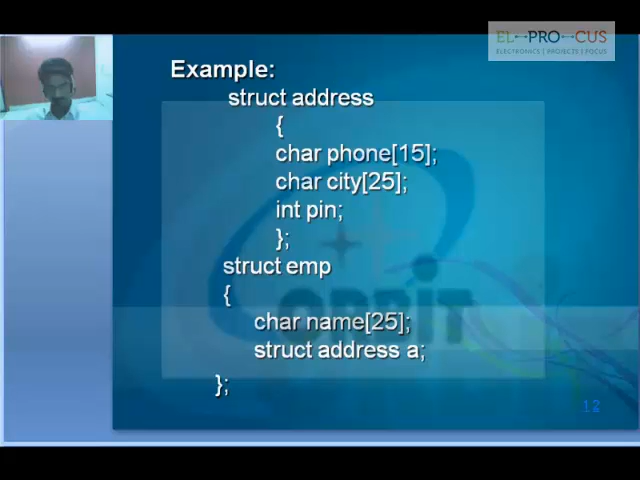 EL PRO CUS
ELECTRONICS | PROJECTS | FOCUS
Example:
struct address
{
char phone[15];
char city[25];
int pin;
};
struct emp
{
char name[25];
struct address a;
};
ORBiT
12